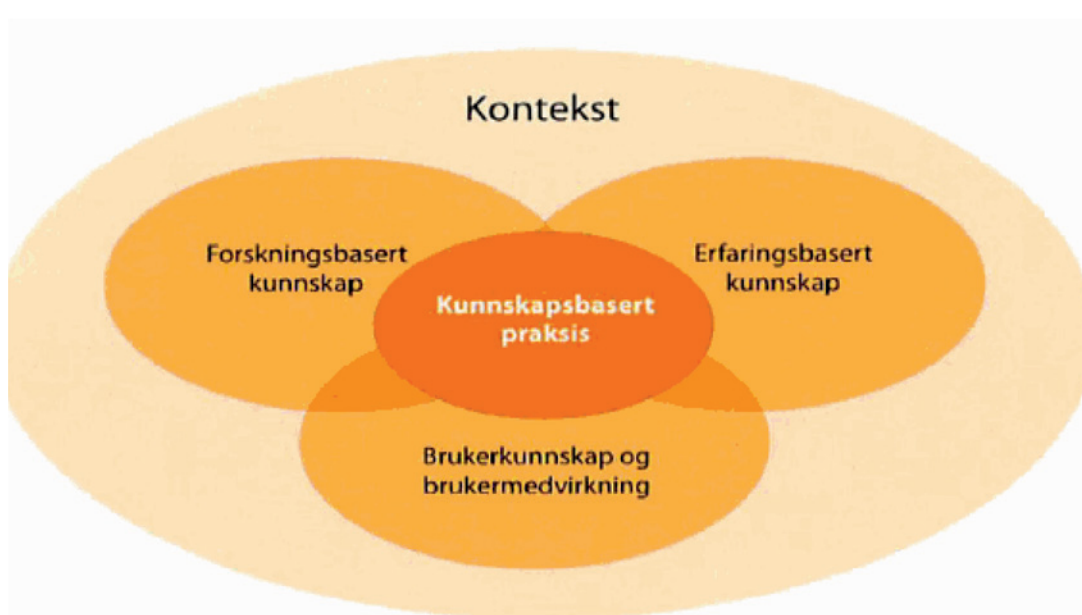 Kontekst
Forskningsbasert
kunnskap
Erfaringsbasert
kunnskap
Kunnskapsbasert
praksis
Brukerkunnskap og
brukermedvirkning